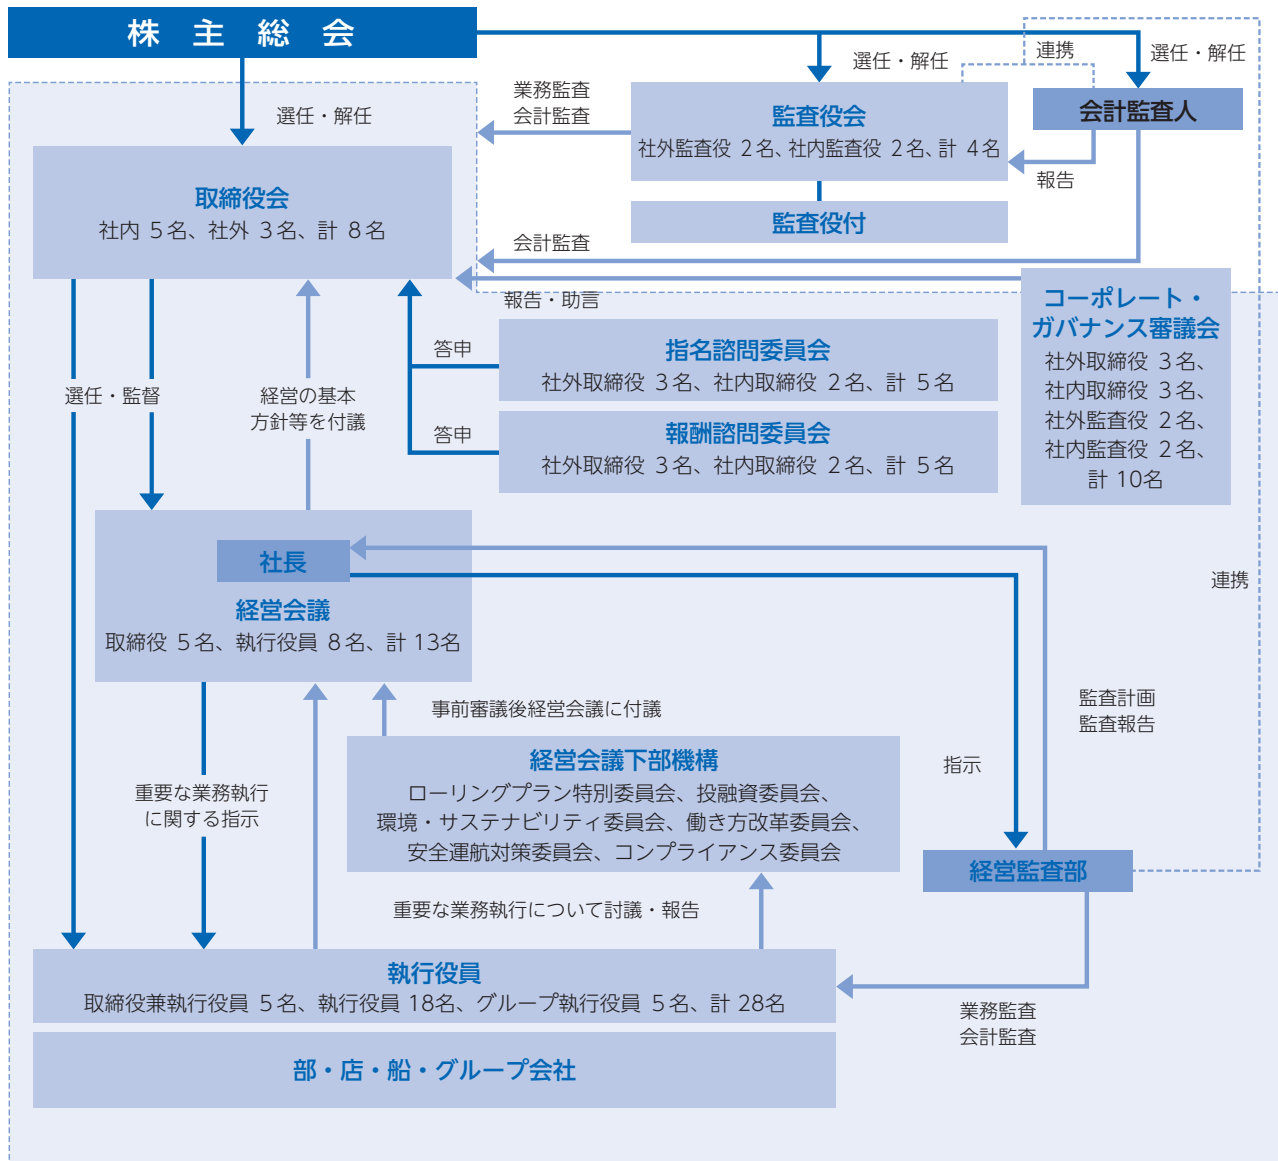 株主総会
選任・解任
選任・解任
連携
選任・解任
業務監査
会計監査
監査役会
社外監査役 2名、社内監査役 2名、計 4名
会計監査人
報告
監査役付
取締役会
社内 5名、社外 3名、計 8名
会計監査
報告・助言
コーポレート・
ガバナンス審議会
社外取締役 3名、
社内取締役 3名、
社外監査役 2名、
社内監査役 2名、
計 10名
答申
指名諮問委員会
社外取締役 3名、社内取締役 2名、計 5名
選任・監督
経営の基本
方針等を付議
答申
報酬諮問委員会
社外取締役 3名、社内取締役 2名、計 5名
社長
経営会議
取締役 5名、執行役員 8名、計 13名
連携
事前審議後経営会議に付議
監査計画
監査報告
経営会議下部機構
ローリングプラン特別委員会、投融資委員会、
環境・サステナビリティ委員会、働き方改革委員会、
安全運航対策委員会、コンプライアンス委員会
指示
重要な業務執行
に関する指示
経営監査部
重要な業務執行について討議・報告
執行役員
取締役兼執行役員 5名、執行役員 18名、グループ執行役員 5名、計 28名
業務監査
会計監査
部・店・船・グループ会社